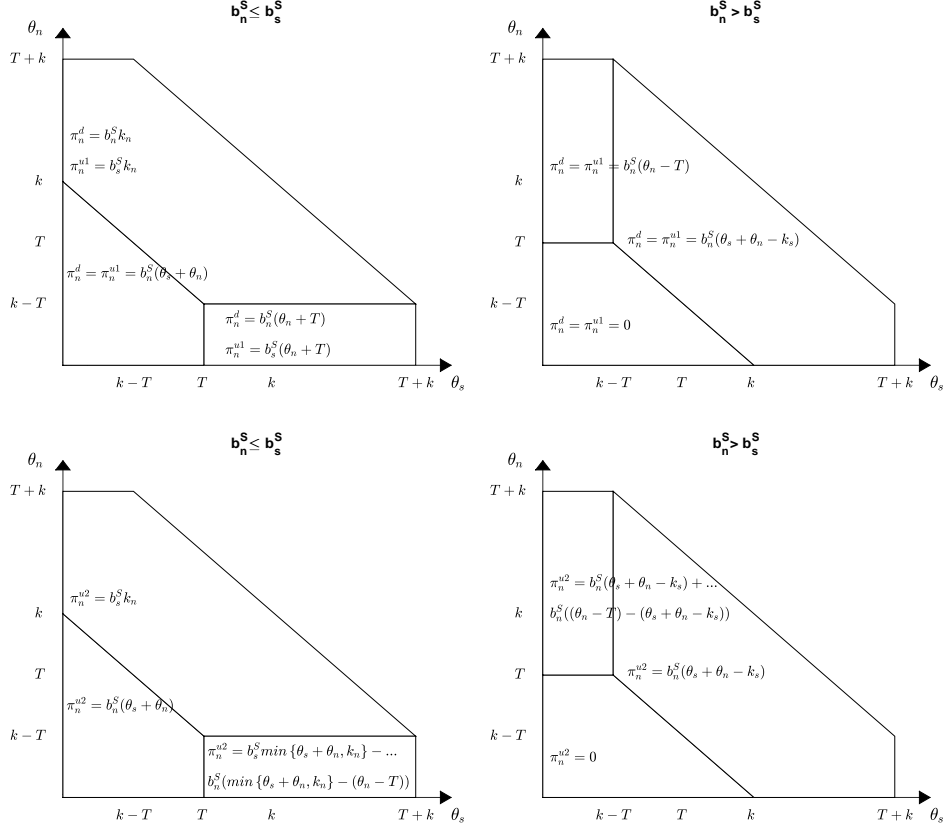 b_n^S ≤ b_s^S
θ_n
T + k
π_n^d = b_n^S k_n
π_n^{u1} = b_s^S k_n
k
T
π_n^d = π_n^{u1} = b_n^S(θ_s + θ_n)
k − T
π_n^d = b_n^S(θ_n + T)
π_n^{u1} = b_s^S(θ_n + T)
k − T T k T + k θ_s
b_n^S > b_s^S
θ_n
T + k
π_n^d = π_n^{u1} = b_n^S(θ_n − T)
k
T
π_n^d = π_n^{u1} = b_n^S(θ_s + θ_n − k_s)
k − T
π_n^d = π_n^{u1} = 0
k − T T k T + k θ_s
b_n^S ≤ b_s^S
θ_n
T + k
π_n^{u2} = b_s^S k_n
k
T
π_n^{u2} = b_n^S(θ_s + θ_n)
k − T
π_n^{u2} = b_s^S min {θ_s + θ_n, k_n} − ...
b_n^S(min {θ_s + θ_n, k_n} − (θ_n − T))
k − T T k T + k θ_s
b_n^S > b_s^S
θ_n
T + k
π_n^{u2} = b_n^S(θ_s + θ_n − k_s) + ...
k
b_n^S((θ_n − T) − (θ_s + θ_n − k_s))
T
π_n^{u2} = b_n^S(θ_s + θ_n − k_s)
k − T
π_n^{u2} = 0
k − T T k T + k θ_s